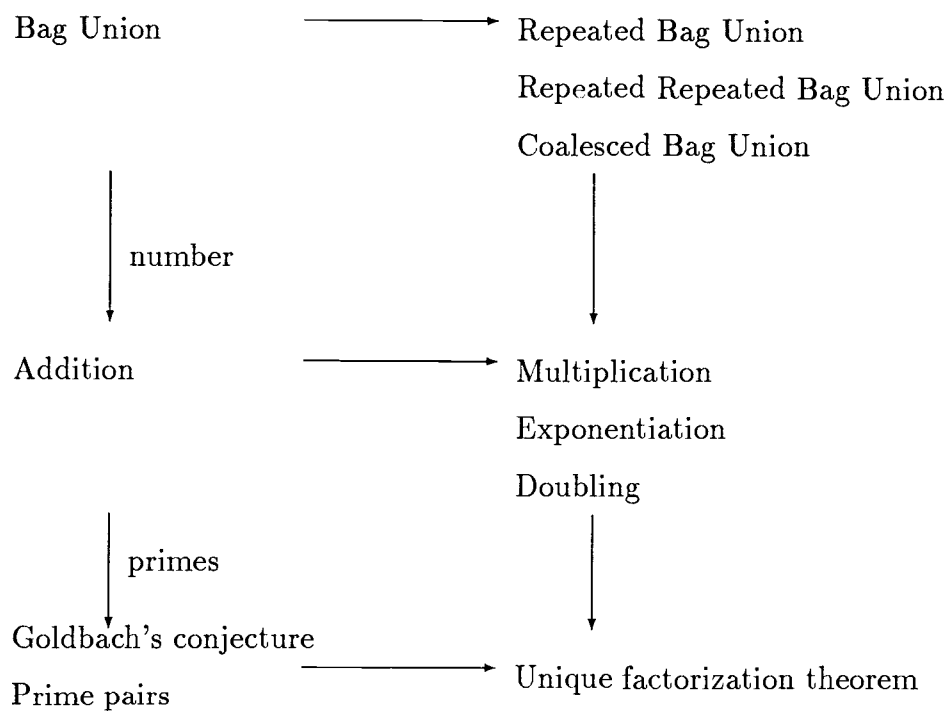 Bag Union
Repeated Bag Union
Repeated Repeated Bag Union
Coalesced Bag Union
number
Addition
Multiplication
Exponentiation
Doubling
primes
Goldbach's conjecture
Prime pairs
Unique factorization theorem